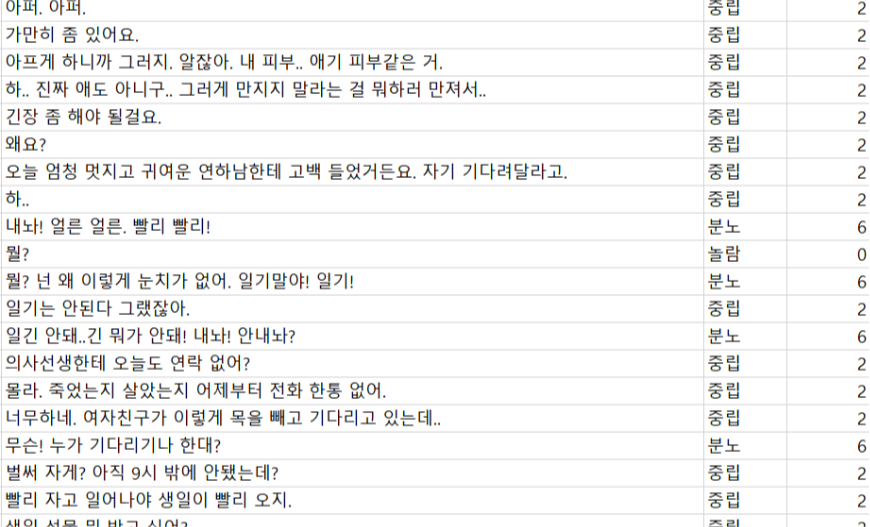 아퍼. 아퍼. 중립 2
가만히 좀 있어요. 중립 2
아프게 하니까 그러지. 알잖아. 내 피부.. 애기 피부같은 거. 중립 2
하.. 진짜 애도 아니구.. 그러게 만지지 말라는 걸 뭐하러 만져서.. 중립 2
긴장 좀 해야 될걸요. 중립 2
왜요? 중립 2
오늘 엄청 멋지고 귀여운 연하남한테 고백 들었거든요. 자기 기다려달라고. 중립 2
하.. 중립 2
내놔! 얼른 얼른. 빨리 빨리! 분노 6
뭘? 놀람 0
뭘? 넌 왜 이렇게 눈치가 없어. 일기말야! 일기! 분노 6
일기는 안된다 그랬잖아. 중립 2
일긴 안돼..긴 뭐가 안돼! 내놔! 안내놔? 분노 6
의사선생한테 오늘도 연락 없어? 중립 2
몰라. 죽었는지 살았는지 어제부터 전화 한통 없어. 중립 2
너무하네. 여자친구가 이렇게 목을 빼고 기다리고 있는데.. 중립 2
무슨! 누가 기다리기나 한대? 분노 6
벌써 자게? 아직 9시 밖에 안됐는데? 중립 2
빨리 자고 일어나야 생일이 빨리 오지. 중립 2
생일 선물 뭐 받고 싶어? 중립 2